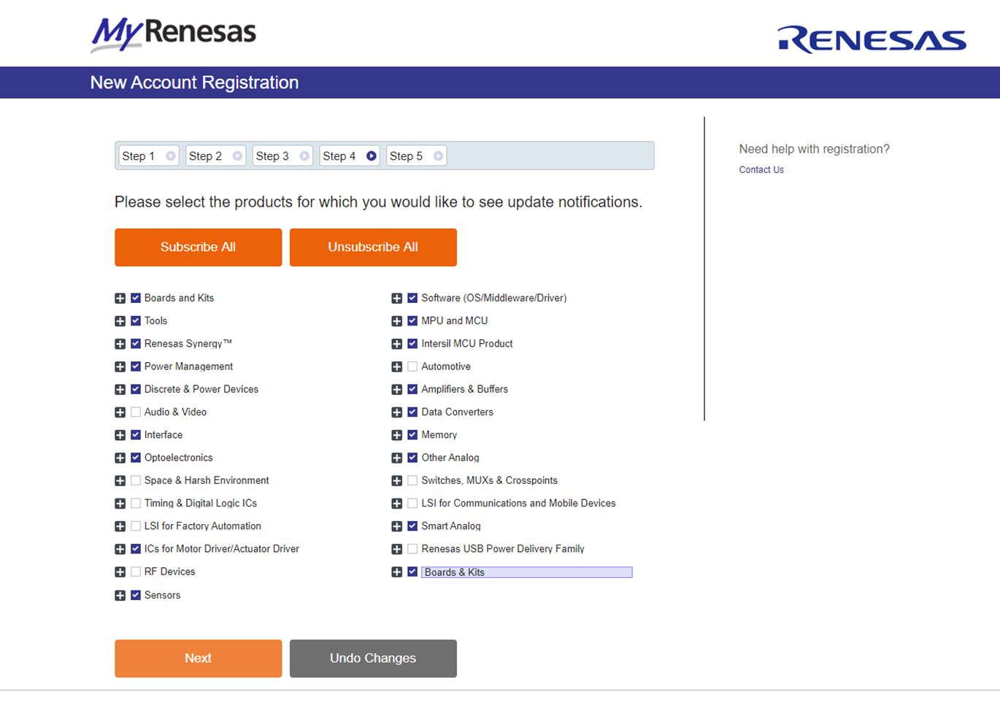 MyRenesas
RENESAS
New Account Registration
Step 1
Step 2
Step 3
Step 4
Step 5
Need help with registration?
Contact Us
Please select the products for which you would like to see update notifications.
Subscribe All
Unsubscribe All
Boards and Kits
Tools
Renesas Synergy™
Power Management
Discrete & Power Devices
Audio & Video
Interface
Optoelectronics
Space & Harsh Environment
Timing & Digital Logic ICs
LSI for Factory Automation
ICs for Motor Driver/Actuator Driver
RF Devices
Sensors
Software (OS/Middleware/Driver)
MPU and MCU
Intersil MCU Product
Automotive
Amplifiers & Buffers
Data Converters
Memory
Other Analog
Switches, MUXs & Crosspoints
LSI for Communications and Mobile Devices
Smart Analog
Renesas USB Power Delivery Family
Boards & Kits
Next
Undo Changes